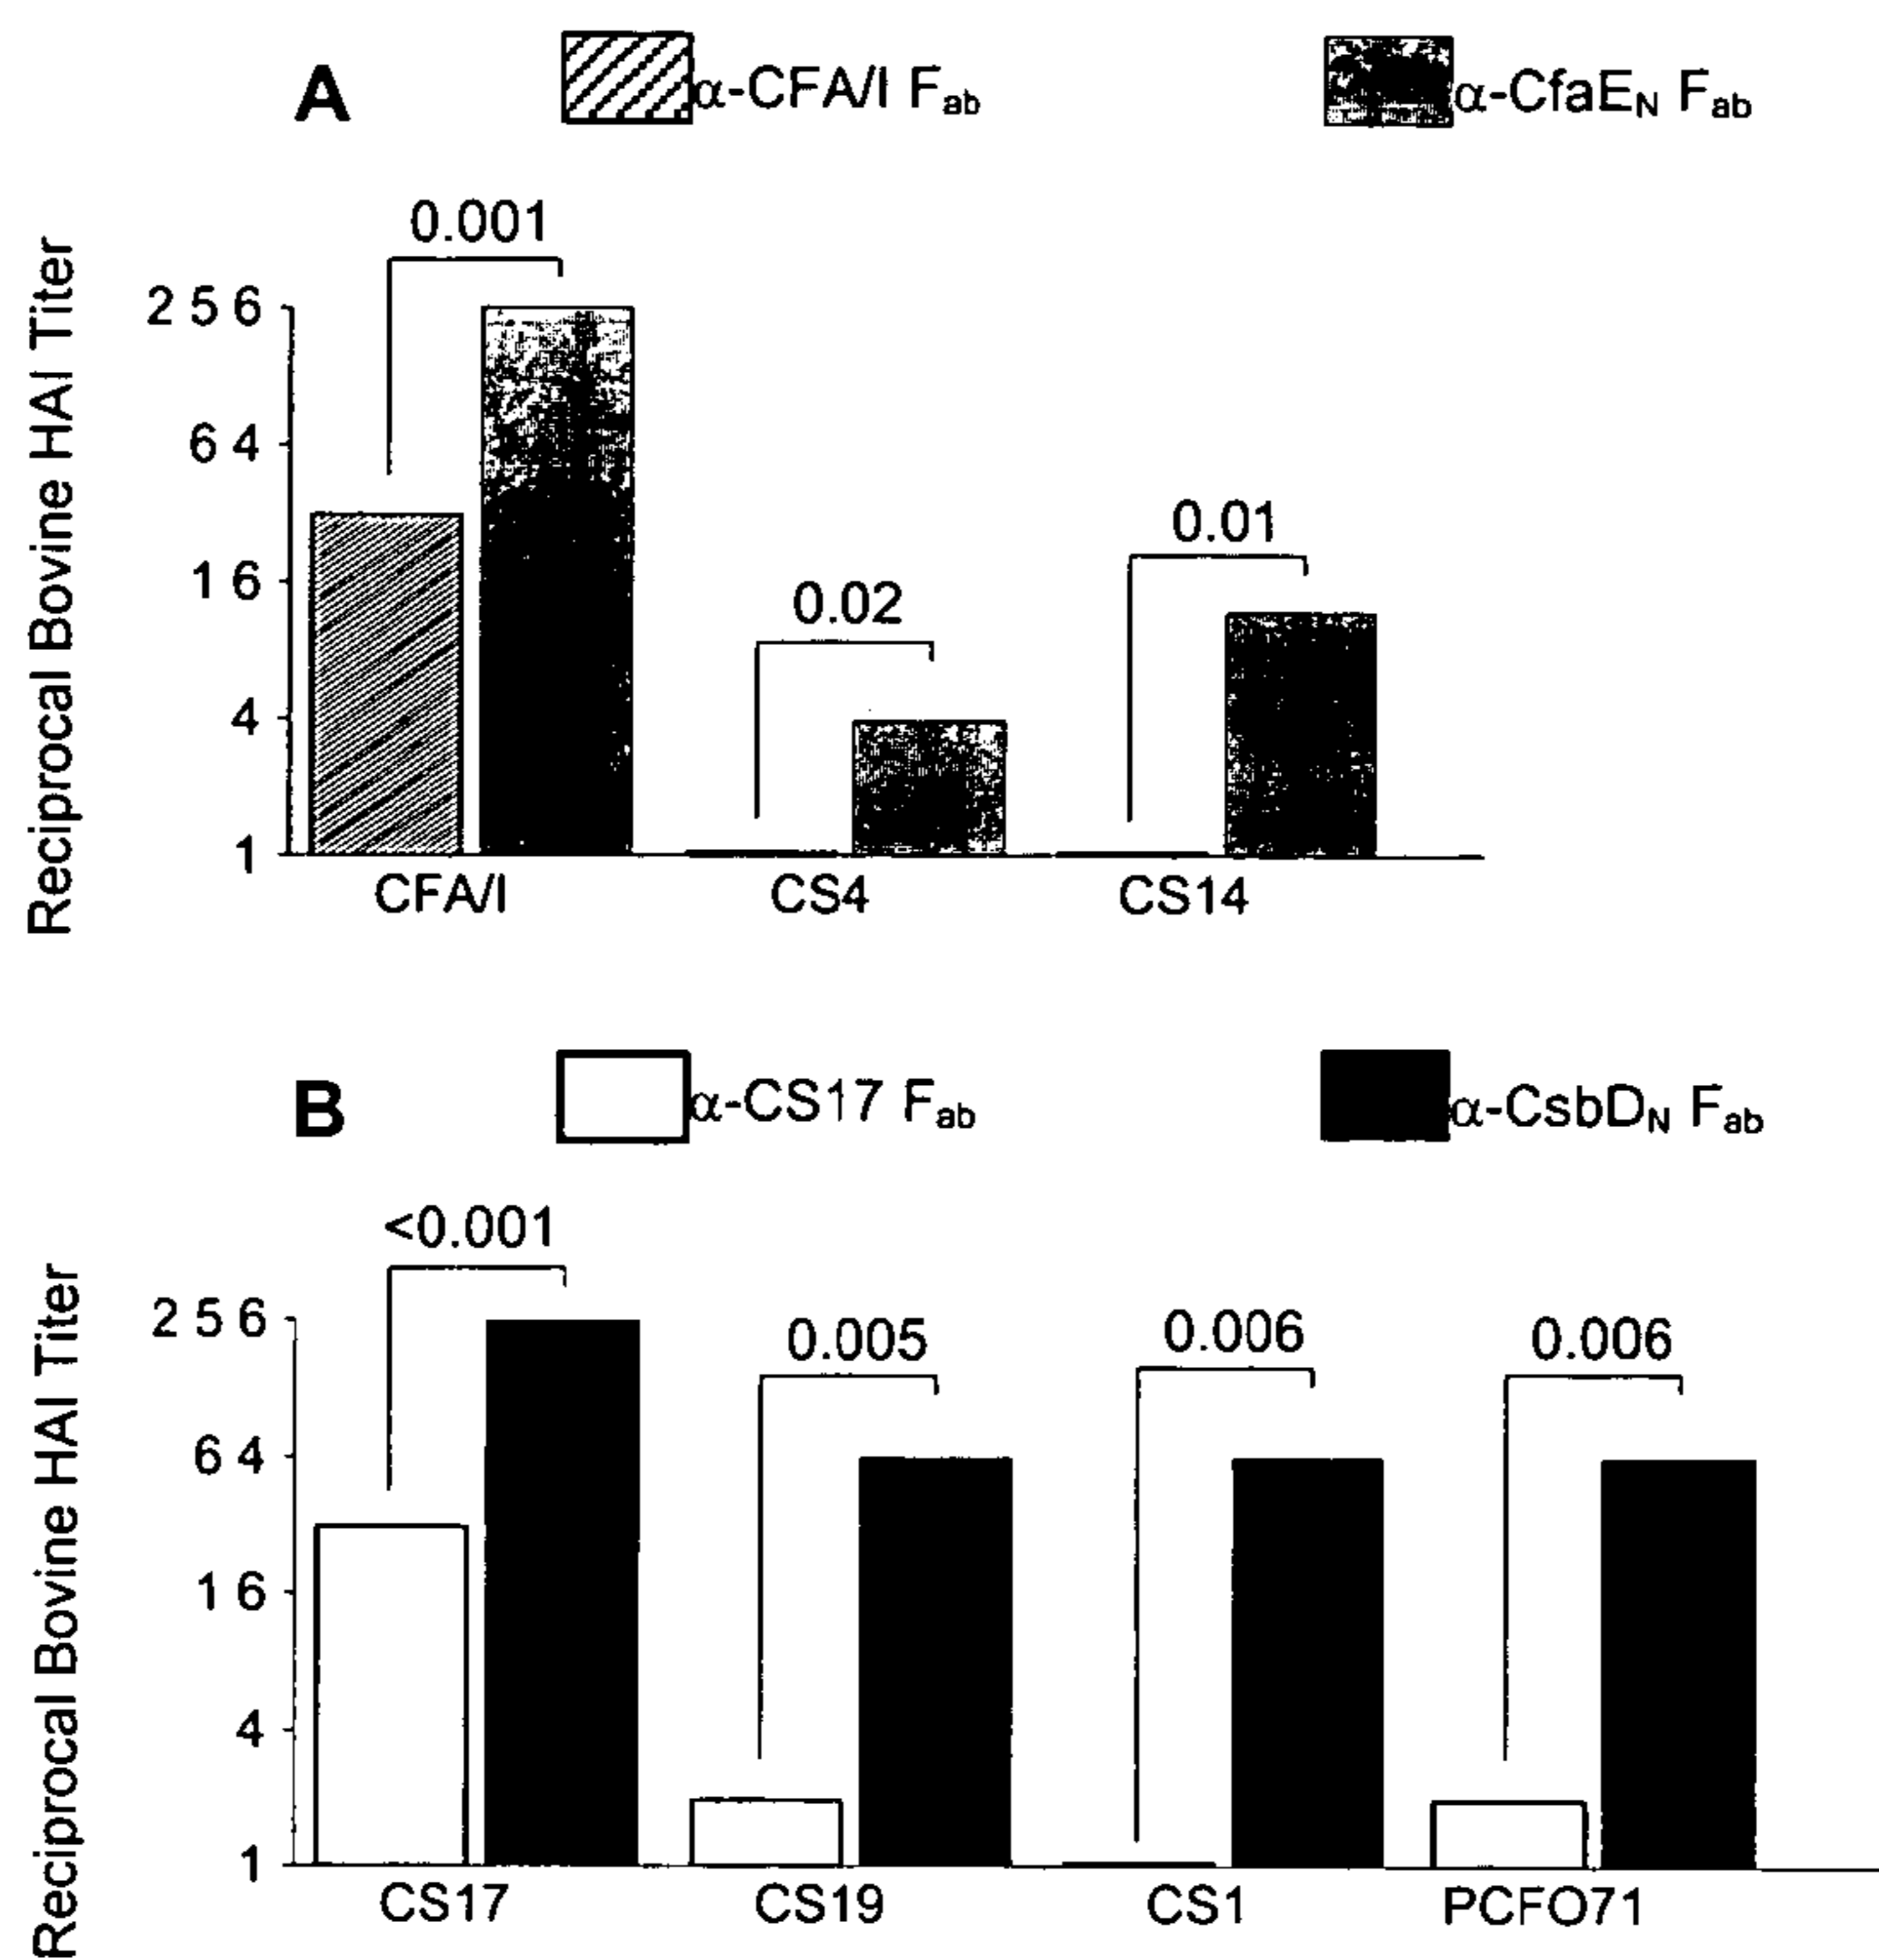 A
α-CFA/I Fab
α-CfaEN Fab
Reciprocal Bovine HAI Titer
0.001
256
64
0.01
16
0.02
4
1
CFA/I CS4 CS14
B
α-CS17 Fab
α-CsbDN Fab
Reciprocal Bovine HAI Titer
<0.001
256
0.005
0.006
0.006
64
16
4
1
CS17 CS19 CS1 PCFO71